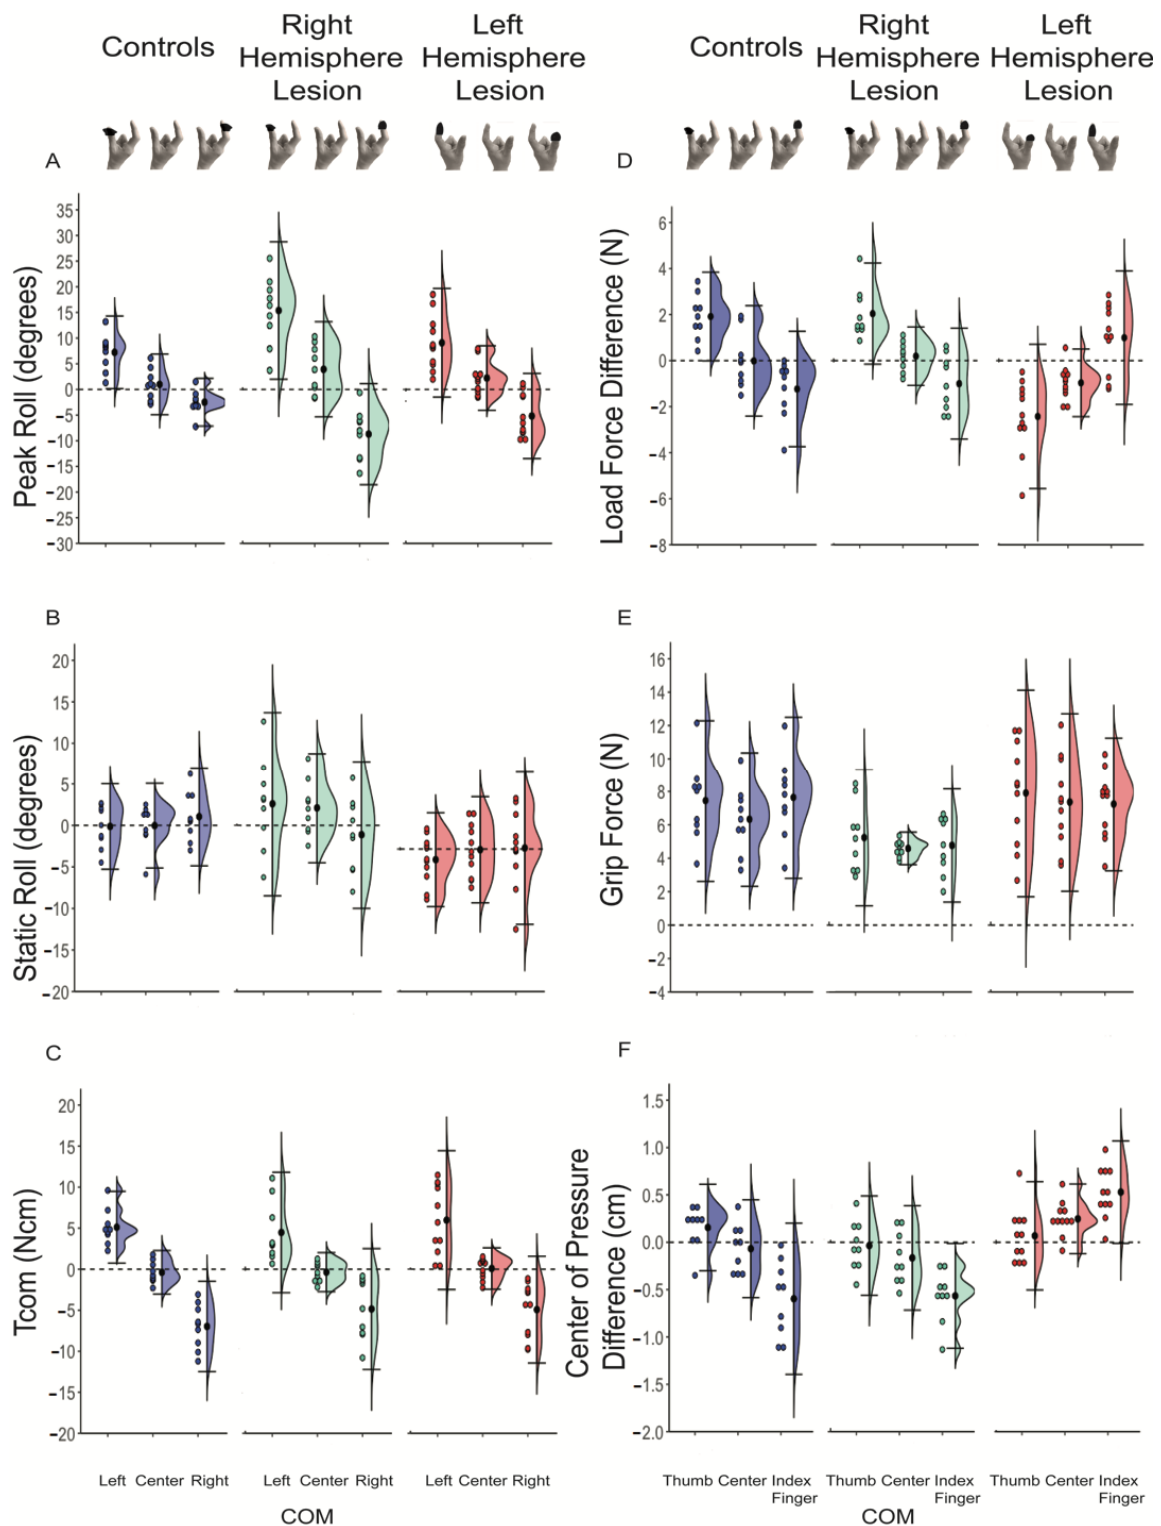 Controls
Right
Hemisphere
Lesion
Left
Hemisphere
Lesion
A
Peak Roll (degrees)
35
30
25
20
15
10
5
0
−5
−10
−15
−20
−25
−30
B
Static Roll (degrees)
20
15
10
5
0
−5
−10
−15
−20
C
Tcom (Ncm)
20
15
10
5
0
−5
−10
−15
−20
Left Center Right
Left Center Right
Left Center Right
COM
Controls
Right
Hemisphere
Lesion
Left
Hemisphere
Lesion
D
Load Force Difference (N)
6
4
2
0
−2
−4
−6
−8
E
Grip Force (N)
16
14
12
10
8
6
4
2
0
−2
−4
F
Center of Pressure
Difference (cm)
1.5
1.0
0.5
0.0
−0.5
−1.0
−1.5
−2.0
Thumb Center Index
Finger
Thumb Center Index
Finger
Thumb Center Index
Finger
COM